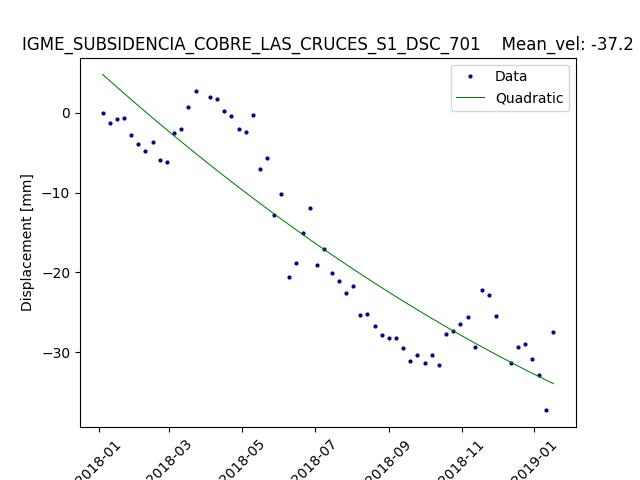 IGME_SUBSIDENCIA_COBRE_LAS_CRUCES_S1_DSC_701    Mean_vel: -37.2
Data
Quadratic
Displacement [mm]
0
−10
−20
−30
2018-01
2018-03
2018-05
2018-07
2018-09
2018-11
2019-01